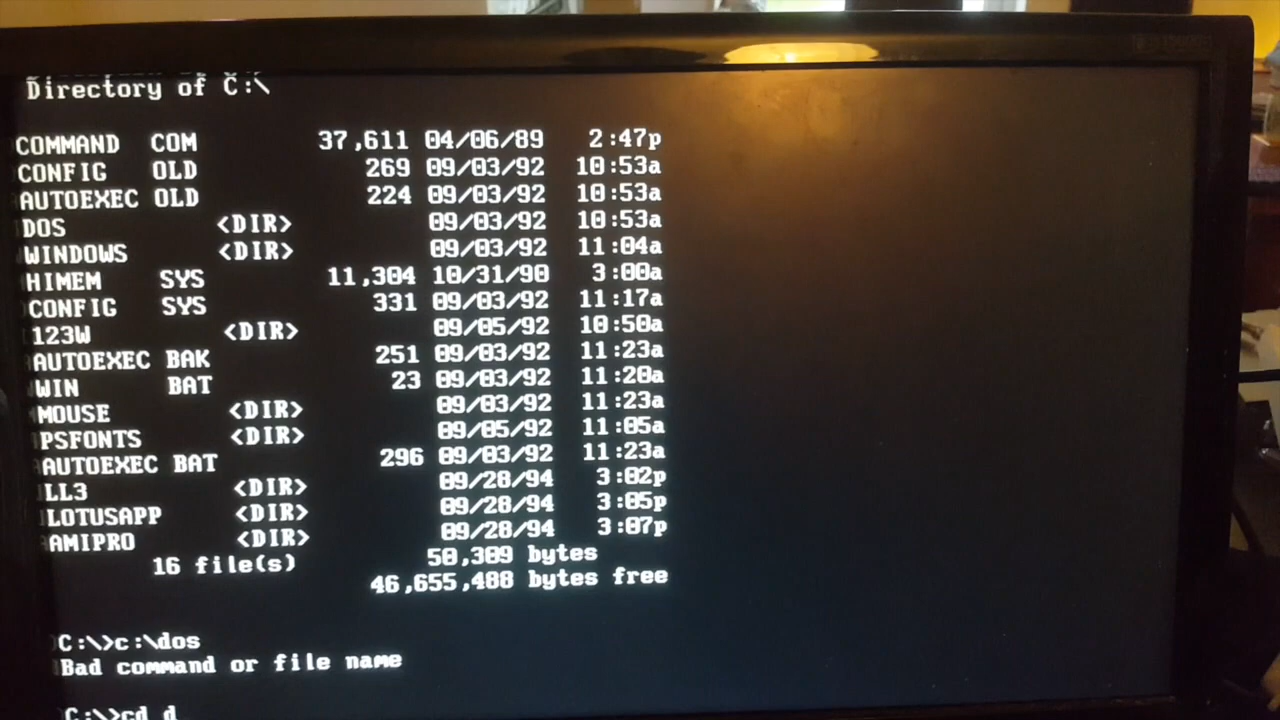 Directory of C:\
COMMAND COM 37,611 04/06/89 2:47p
CONFIG OLD 269 09/03/92 10:53a
AUTOEXEC OLD 224 09/03/92 10:53a
DOS <DIR> 09/03/92 10:53a
WINDOWS <DIR> 09/03/92 11:04a
HIMEM SYS 11,304 10/31/90 3:00a
CONFIG SYS 331 09/03/92 11:17a
123W <DIR> 09/05/92 10:50a
AUTOEXEC BAK 251 09/03/92 11:23a
WIN BAT 23 09/03/92 11:20a
MOUSE <DIR> 09/03/92 11:23a
PSFONTS <DIR> 09/05/92 11:05a
AUTOEXEC BAT 296 09/03/92 11:23a
LL3 <DIR> 09/28/94 3:02p
LOTUSAPP <DIR> 09/28/94 3:05p
AMIPRO <DIR> 09/28/94 3:07p
16 file(s) 50,309 bytes
46,655,488 bytes free
C:\>c:\dos
Bad command or file name
C:\>cd d